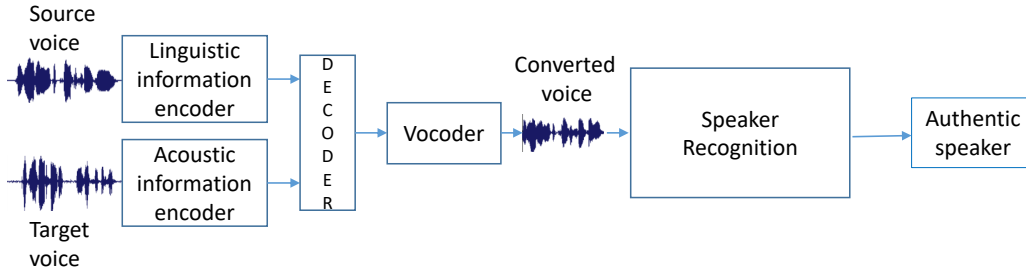 Source
voice
Linguistic
information
encoder
D
E
C
O
D
E
R
Converted
voice
Vocoder
Speaker
Recognition
Authentic
speaker
Acoustic
information
encoder
Target
voice